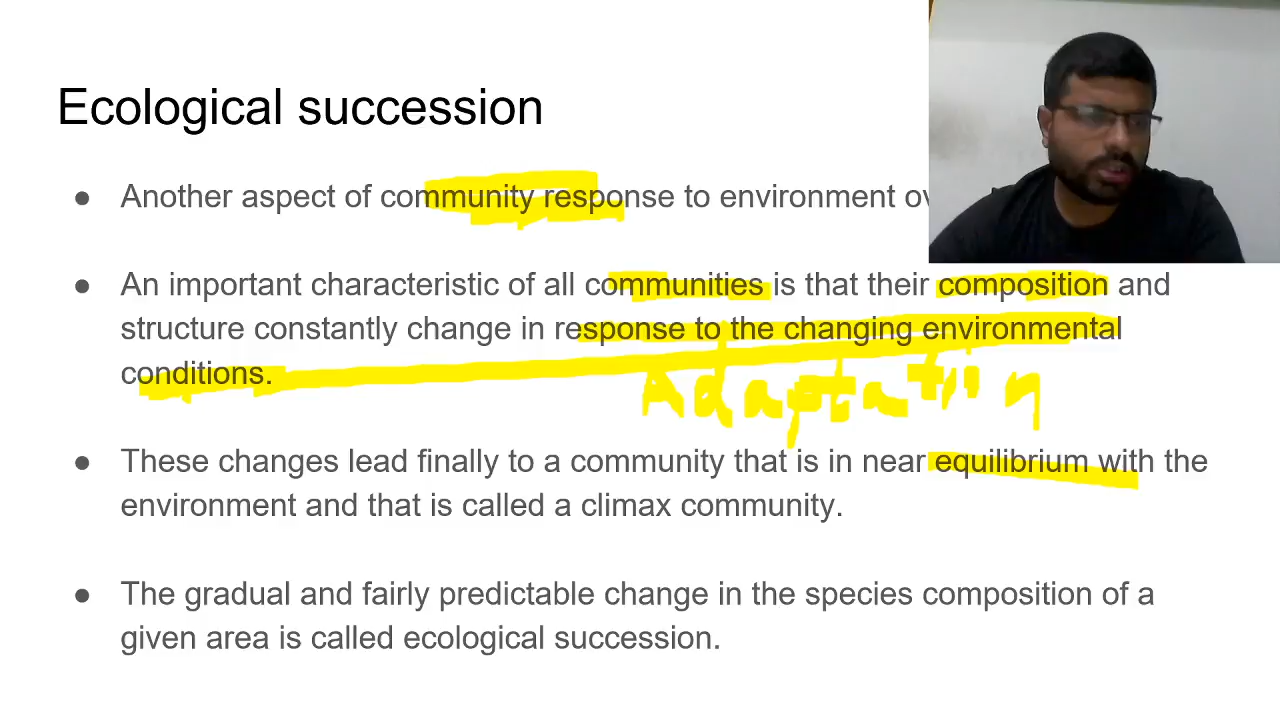 Ecological succession
● Another aspect of community response to environment
● An important characteristic of all communities is that their composition and
structure constantly change in response to the changing environmental
conditions.
Adaptation
● These changes lead finally to a community that is in near equilibrium with the
environment and that is called a climax community.
● The gradual and fairly predictable change in the species composition of a
given area is called ecological succession.